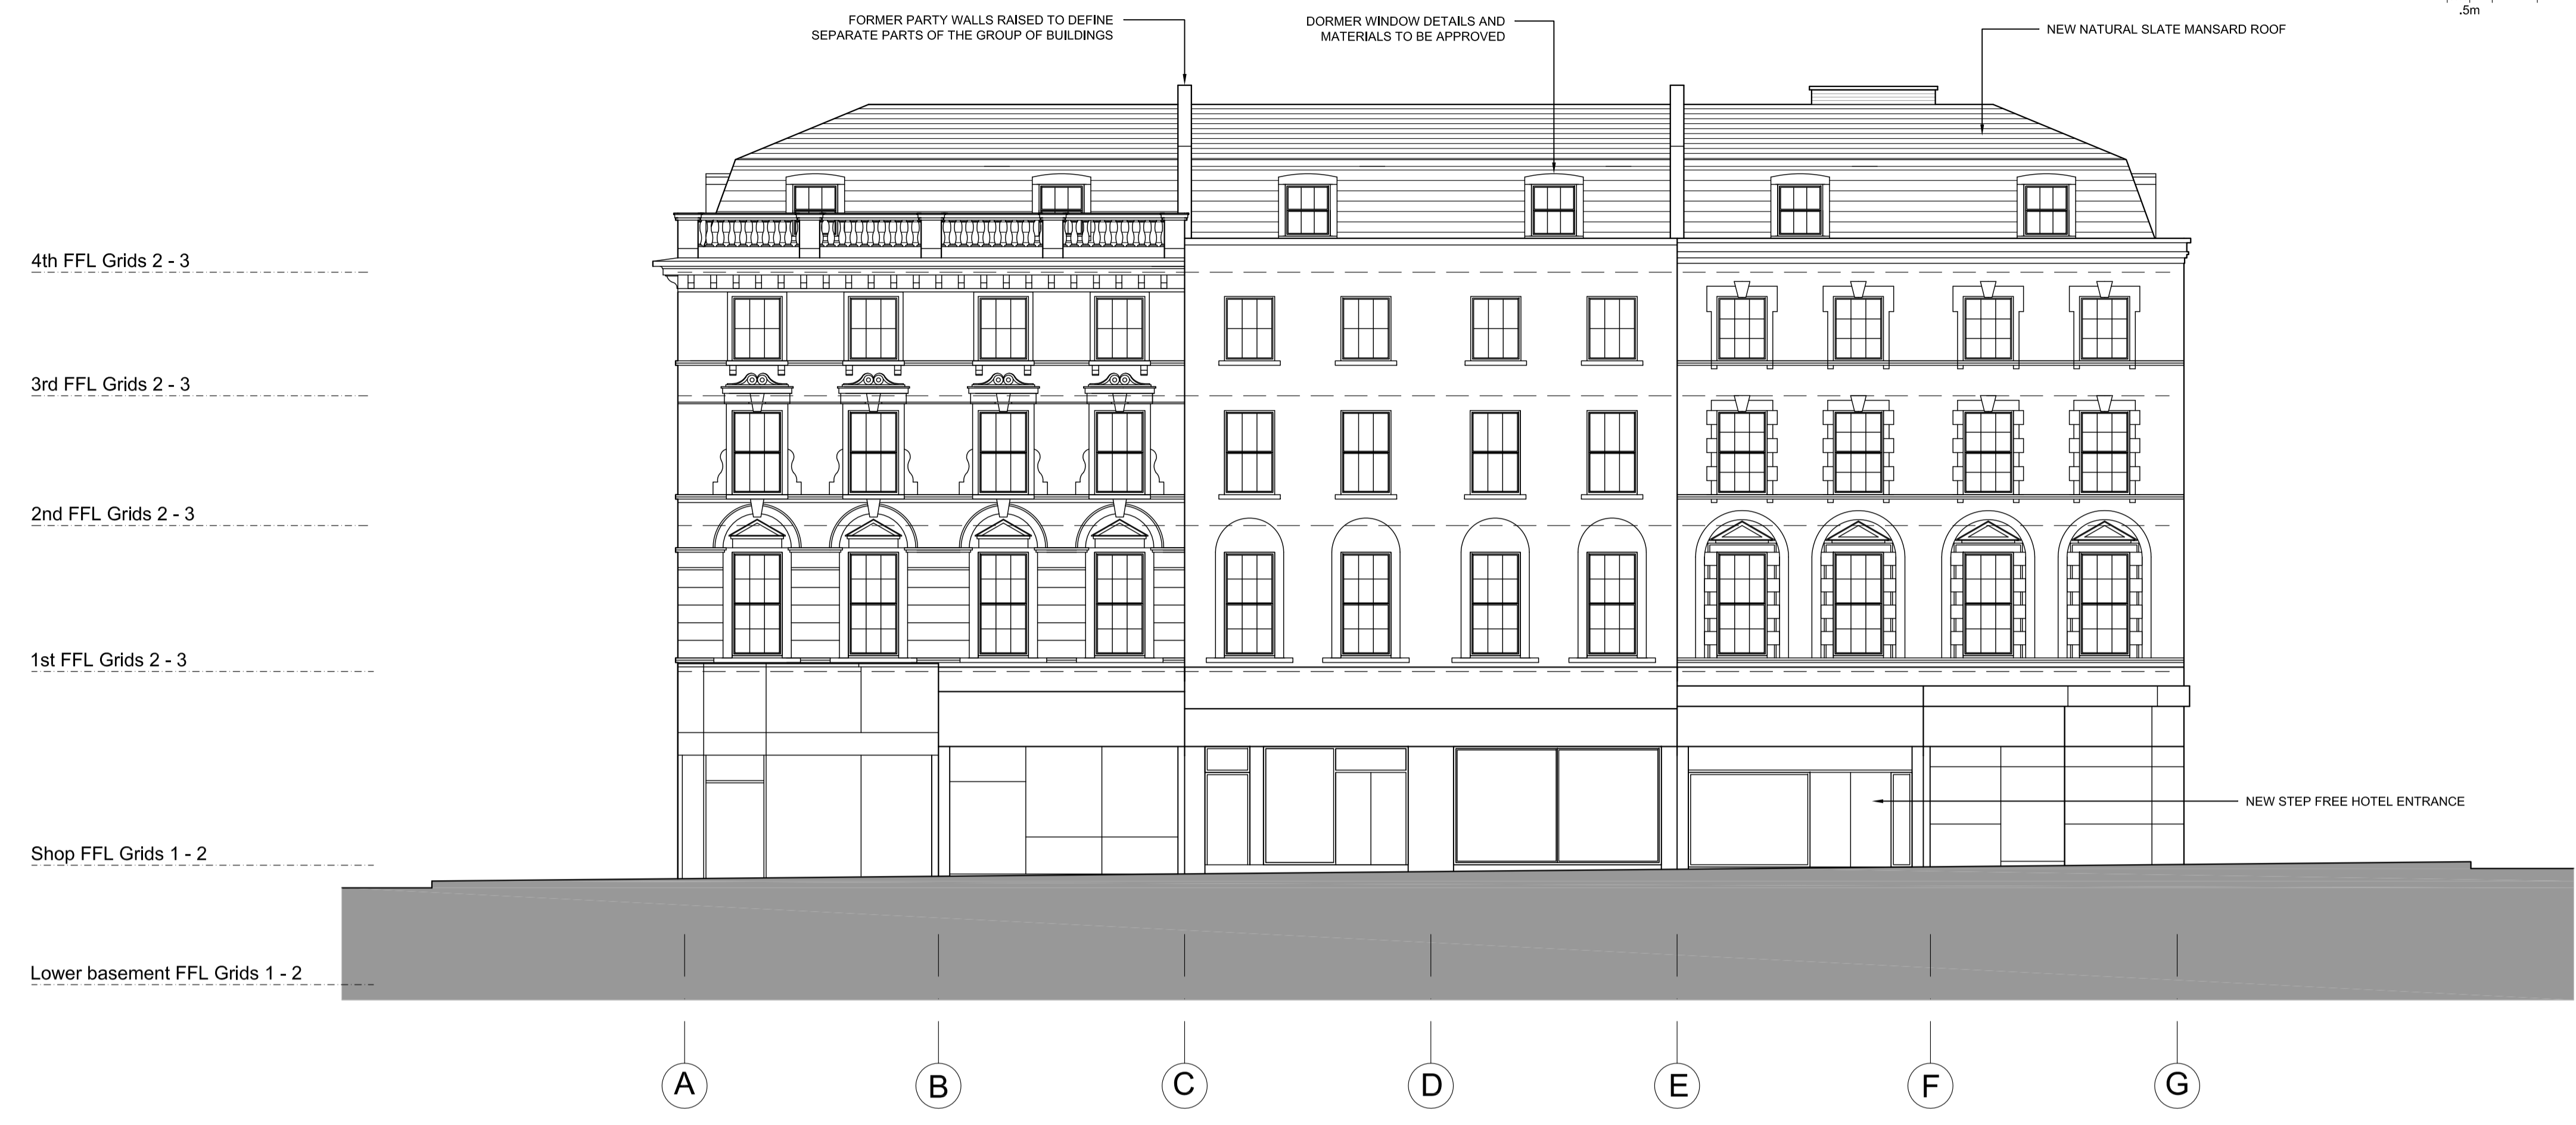 .5m
FORMER PARTY WALLS RAISED TO DEFINE
SEPARATE PARTS OF THE GROUP OF BUILDINGS
DORMER WINDOW DETAILS AND
MATERIALS TO BE APPROVED
NEW NATURAL SLATE MANSARD ROOF
4th FFL Grids 2 - 3
3rd FFL Grids 2 - 3
2nd FFL Grids 2 - 3
1st FFL Grids 2 - 3
NEW STEP FREE HOTEL ENTRANCE
Shop FFL Grids 1 - 2
Lower basement FFL Grids 1 - 2
A B C D E F G